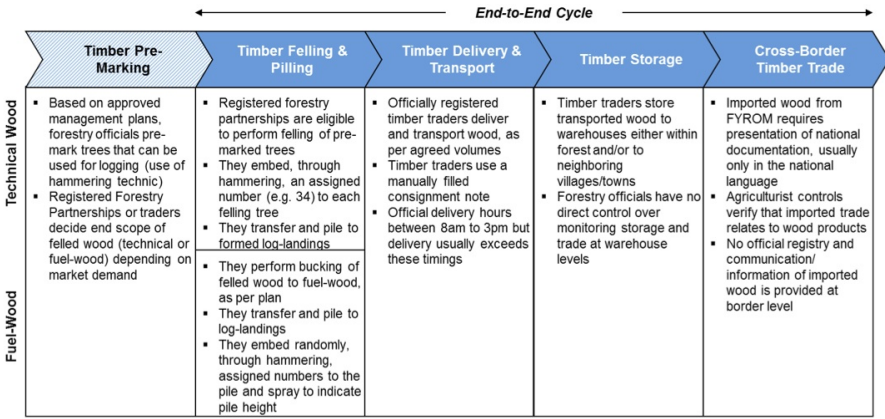 End-to-End Cycle
Timber Pre-
Marking
Timber Felling &
Pilling
Timber Delivery &
Transport
Timber Storage
Cross-Border
Timber Trade
Technical Wood
▪ Based on approved
management plans,
forestry officials pre-
mark trees that can be
used for logging (use of
hammering technic)
▪ Registered Forestry
Partnerships or traders
decide end scope of
felled wood (technical or
fuel-wood) depending on
market demand
▪ Registered forestry
partnerships are eligible
to perform felling of pre-
marked trees
▪ They embed, through
hammering, an assigned
number (e.g. 34) to each
felling tree
▪ They transfer and pile to
formed log-landings
▪ Officially registered
timber traders deliver
and transport wood, as
per agreed volumes
▪ Timber traders use a
manually filled
consignment note
▪ Official delivery hours
between 8am to 3pm but
delivery usually exceeds
these timings
▪ Timber traders store
transported wood to
warehouses either within
forest and/or to
neighboring
villages/towns
▪ Forestry officials have no
direct control over
monitoring storage and
trade at warehouse
levels
▪ Imported wood from
FYROM requires
presentation of national
documentation, usually
only in the national
language
▪ Agriculturist controls
verify that imported trade
relates to wood products
▪ No official registry and
communication/
information of imported
wood is provided at
border level
Fuel-Wood
▪ They perform bucking of
felled wood to fuel-wood,
as per plan
▪ They transfer and pile to
log-landings
▪ They embed randomly,
through hammering,
assigned numbers to the
pile and spray to indicate
pile height